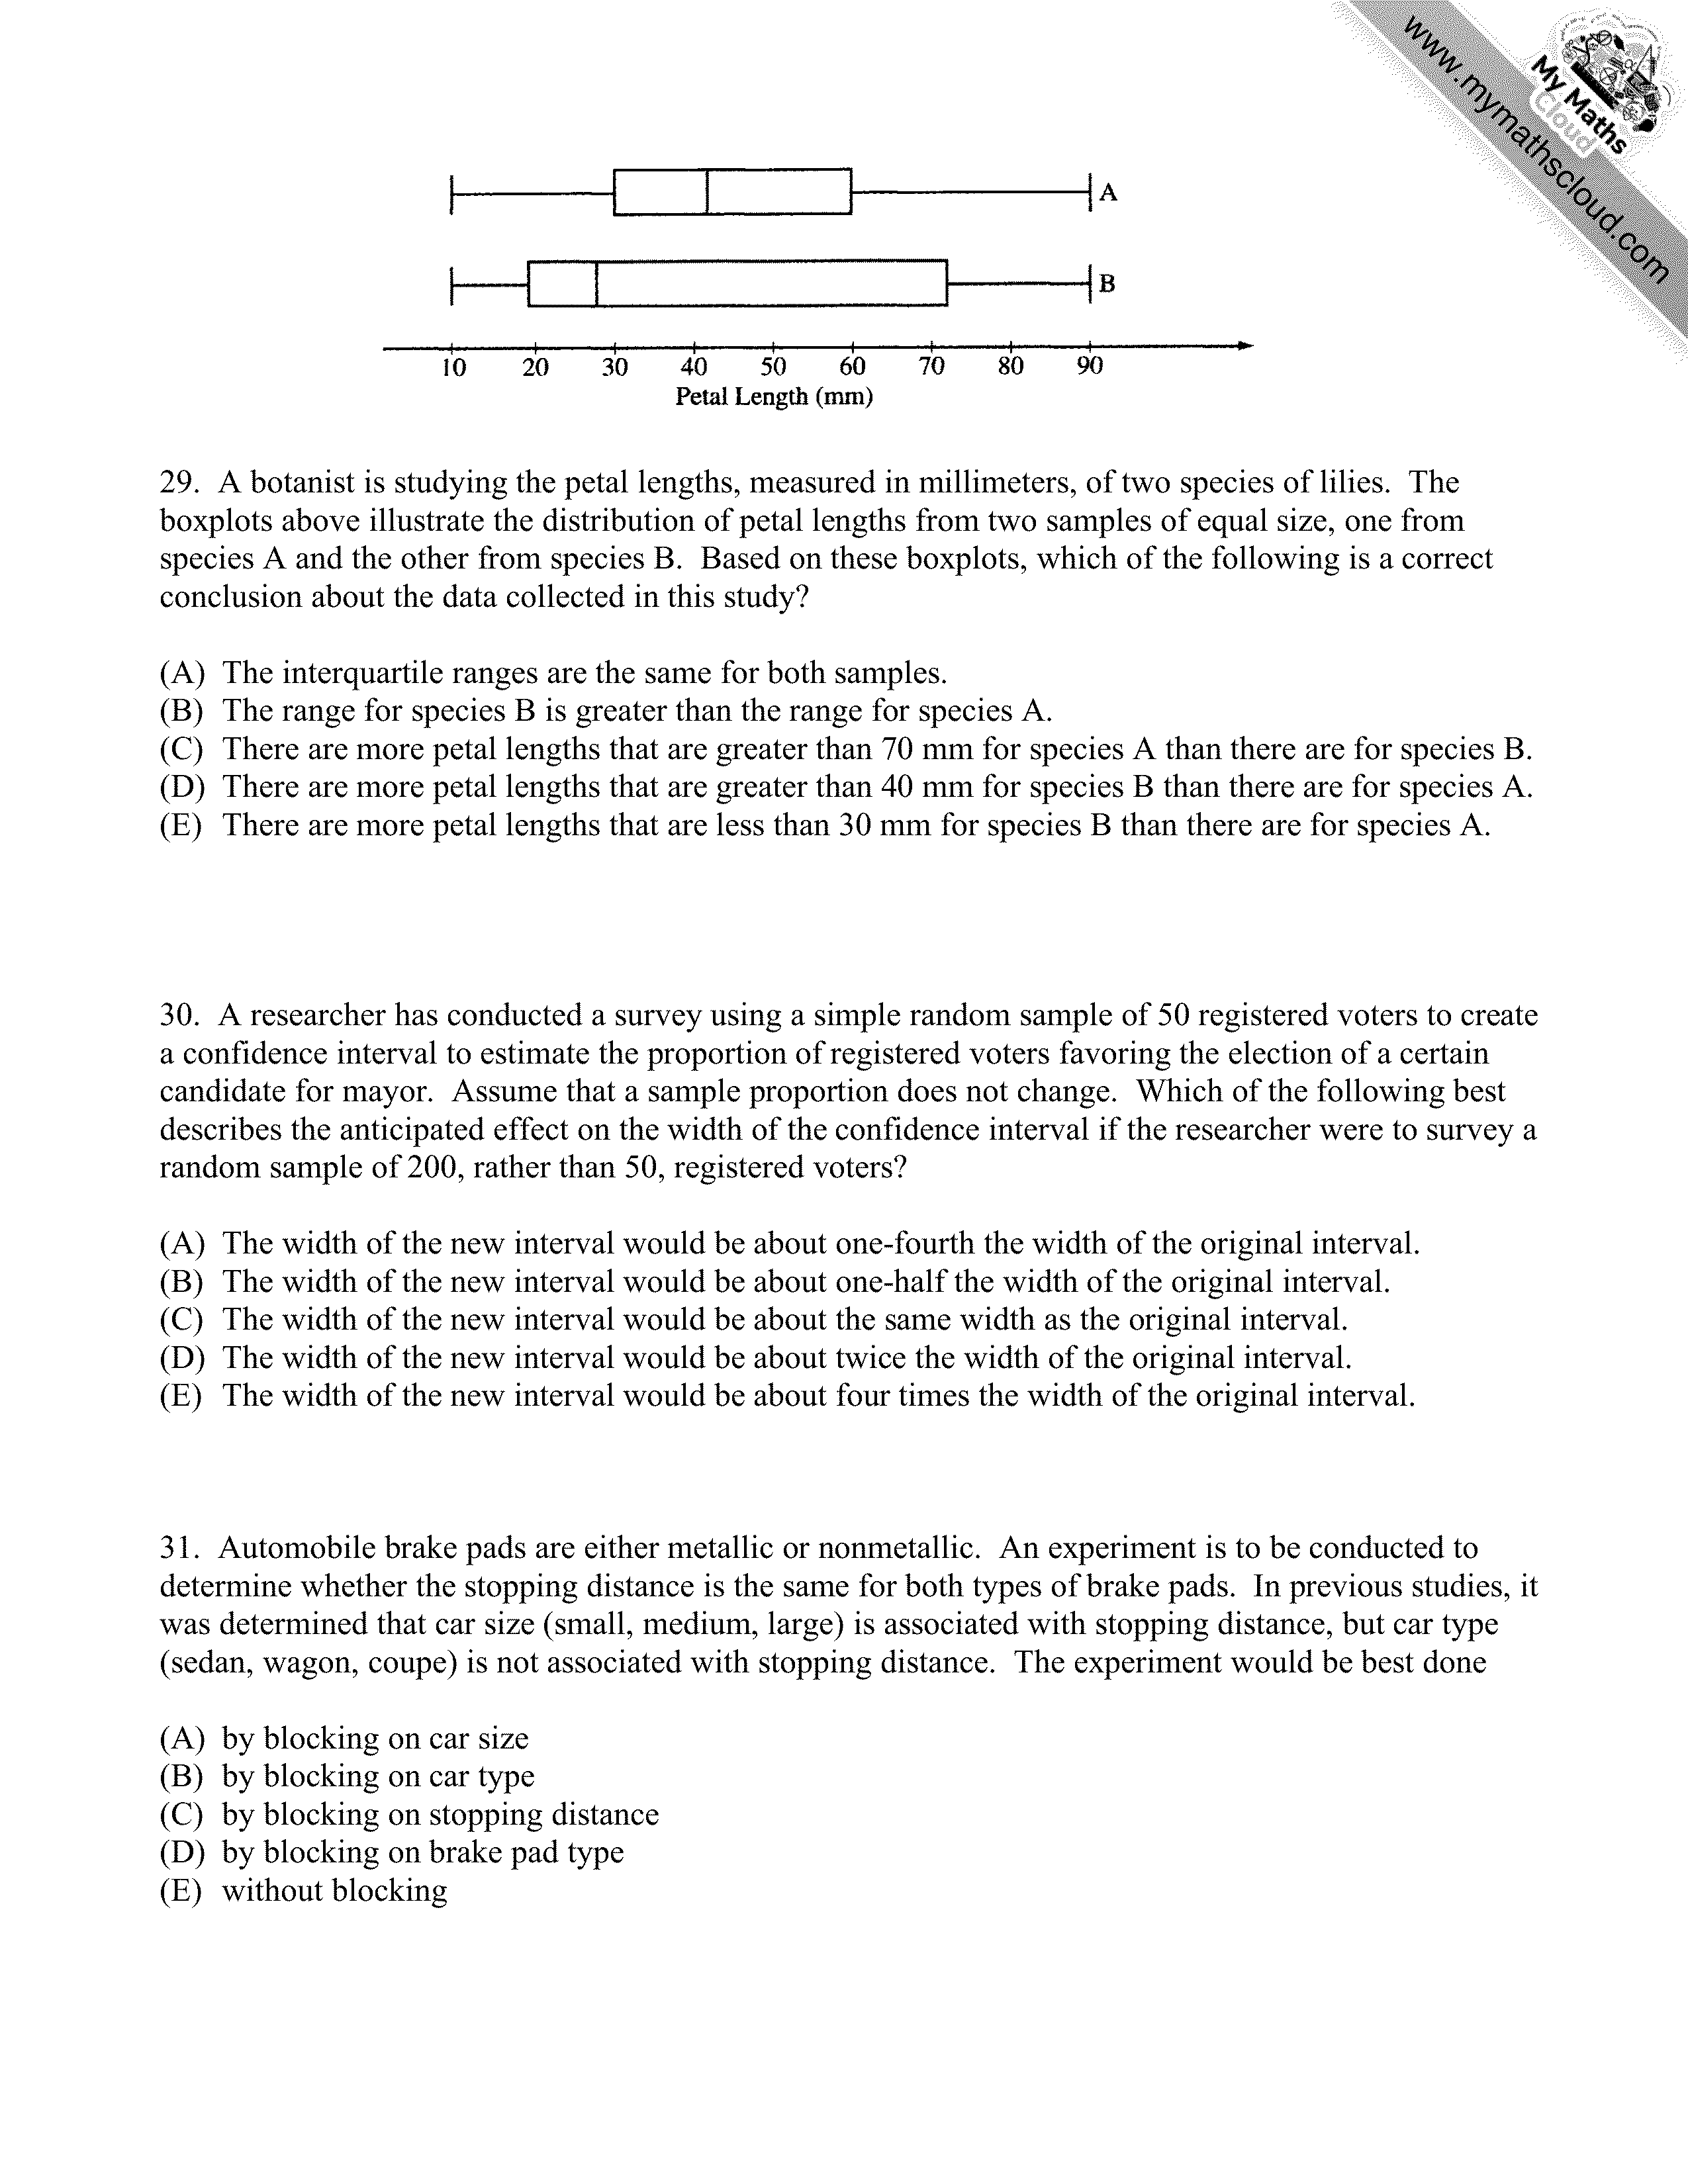 www.mymathscloud.com
My Maths
Cloud
A
B
10 20 30 40 50 60 70 80 90
Petal Length (mm)
29. A botanist is studying the petal lengths, measured in millimeters, of two species of lilies. The
boxplots above illustrate the distribution of petal lengths from two samples of equal size, one from
species A and the other from species B. Based on these boxplots, which of the following is a correct
conclusion about the data collected in this study?
(A) The interquartile ranges are the same for both samples.
(B) The range for species B is greater than the range for species A.
(C) There are more petal lengths that are greater than 70 mm for species A than there are for species B.
(D) There are more petal lengths that are greater than 40 mm for species B than there are for species A.
(E) There are more petal lengths that are less than 30 mm for species B than there are for species A.
30. A researcher has conducted a survey using a simple random sample of 50 registered voters to create
a confidence interval to estimate the proportion of registered voters favoring the election of a certain
candidate for mayor. Assume that a sample proportion does not change. Which of the following best
describes the anticipated effect on the width of the confidence interval if the researcher were to survey a
random sample of 200, rather than 50, registered voters?
(A) The width of the new interval would be about one-fourth the width of the original interval.
(B) The width of the new interval would be about one-half the width of the original interval.
(C) The width of the new interval would be about the same width as the original interval.
(D) The width of the new interval would be about twice the width of the original interval.
(E) The width of the new interval would be about four times the width of the original interval.
31. Automobile brake pads are either metallic or nonmetallic. An experiment is to be conducted to
determine whether the stopping distance is the same for both types of brake pads. In previous studies, it
was determined that car size (small, medium, large) is associated with stopping distance, but car type
(sedan, wagon, coupe) is not associated with stopping distance. The experiment would be best done
(A) by blocking on car size
(B) by blocking on car type
(C) by blocking on stopping distance
(D) by blocking on brake pad type
(E) without blocking